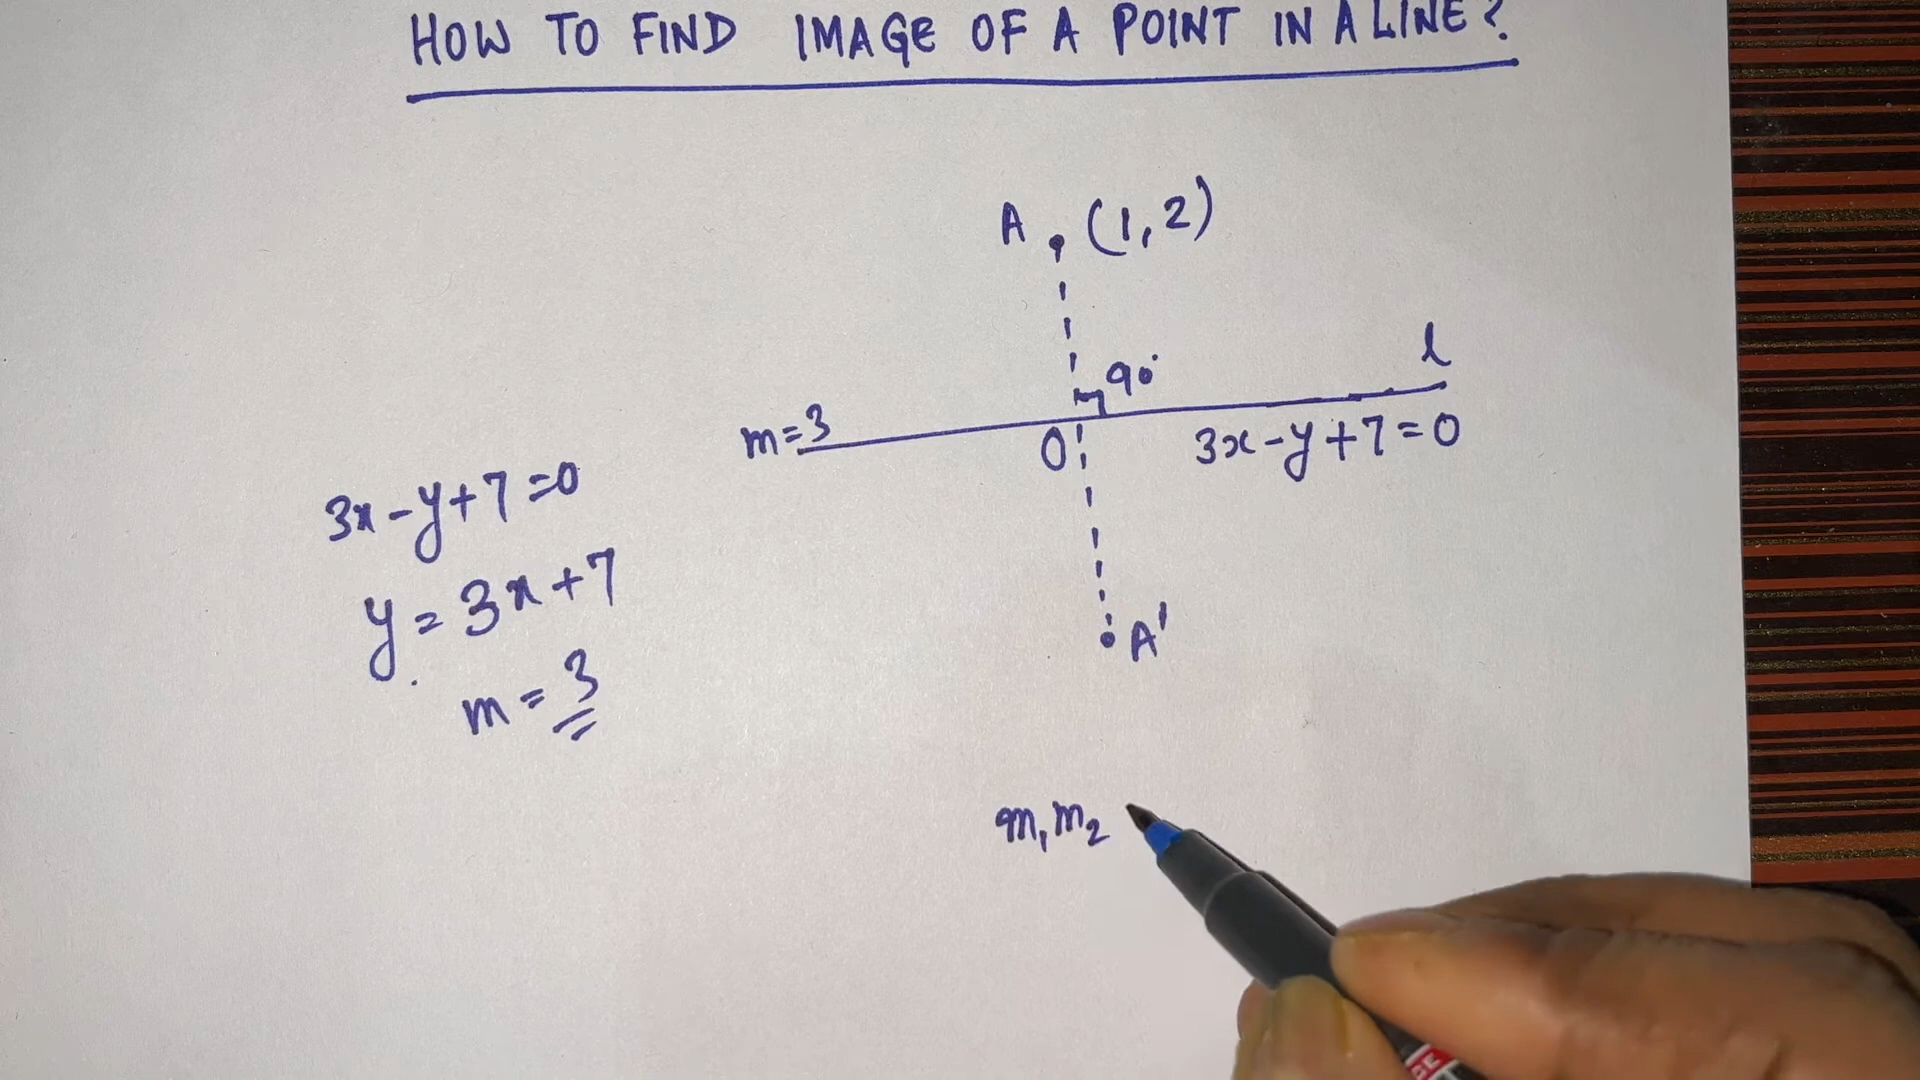 HOW TO FIND IMAGE OF A POINT IN A LINE?
A (1, 2)
l
90°
m=3
O
3x-y+7=0
3x-y+7=0
y=3x+7
A'
m=3
m₁m₂